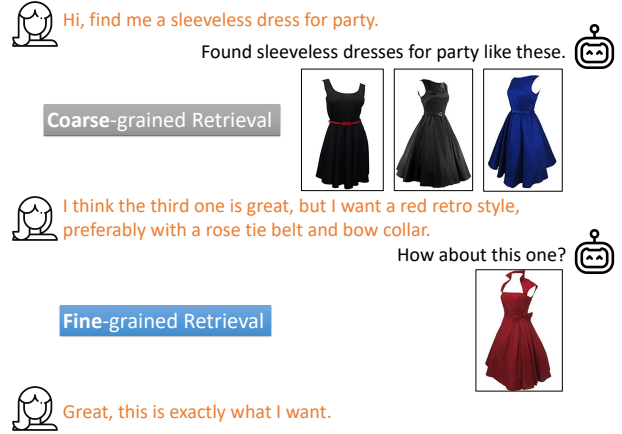 Hi, find me a sleeveless dress for party.
Found sleeveless dresses for party like these.
Coarse-grained Retrieval
I think the third one is great, but I want a red retro style,
preferably with a rose tie belt and bow collar.
How about this one?
Fine-grained Retrieval
Great, this is exactly what I want.